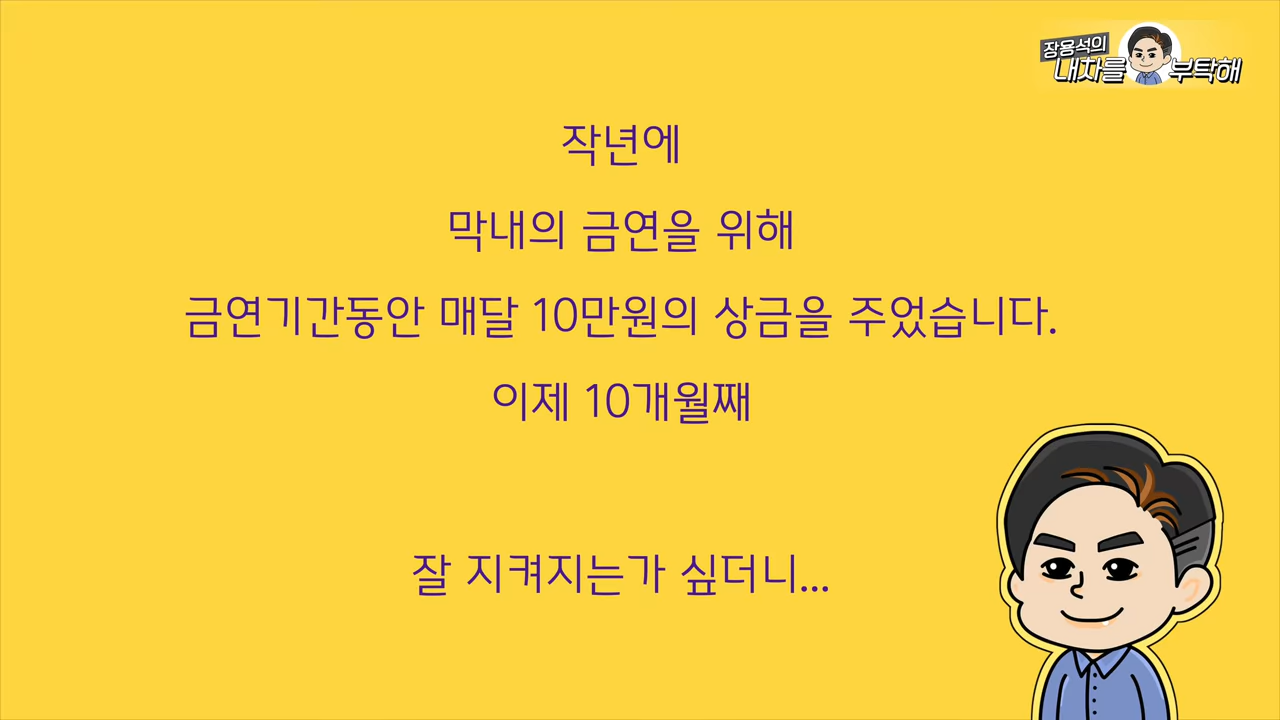 장용석의
내차를 부탁해
작년에
막내의 금연을 위해
금연기간동안 매달 10만원의 상금을 주었습니다.
이제 10개월째
잘 지켜지는가 싶더니...